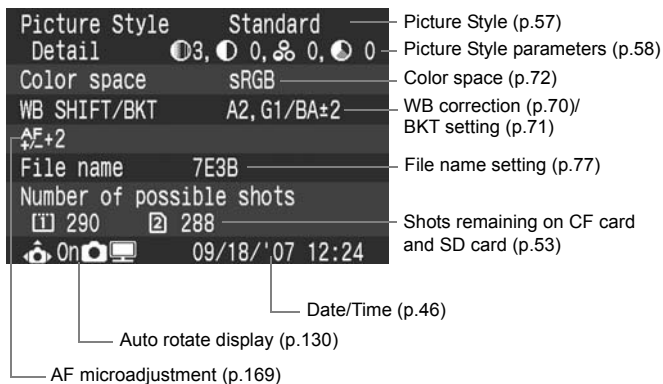 Picture Style Standard
Picture Style (p.57)
Detail 3, 0, 0, 0
Picture Style parameters (p.58)
Color space sRGB
Color space (p.72)
WB SHIFT/BKT A2,G1/BA±2
WB correction (p.70)/
BKT setting (p.71)
AF+2
File name 7E3B
File name setting (p.77)
Number of possible shots
1 290 2 288
Shots remaining on CF card
and SD card (p.53)
On 09/18/'07 12:24
Date/Time (p.46)
Auto rotate display (p.130)
AF microadjustment (p.169)